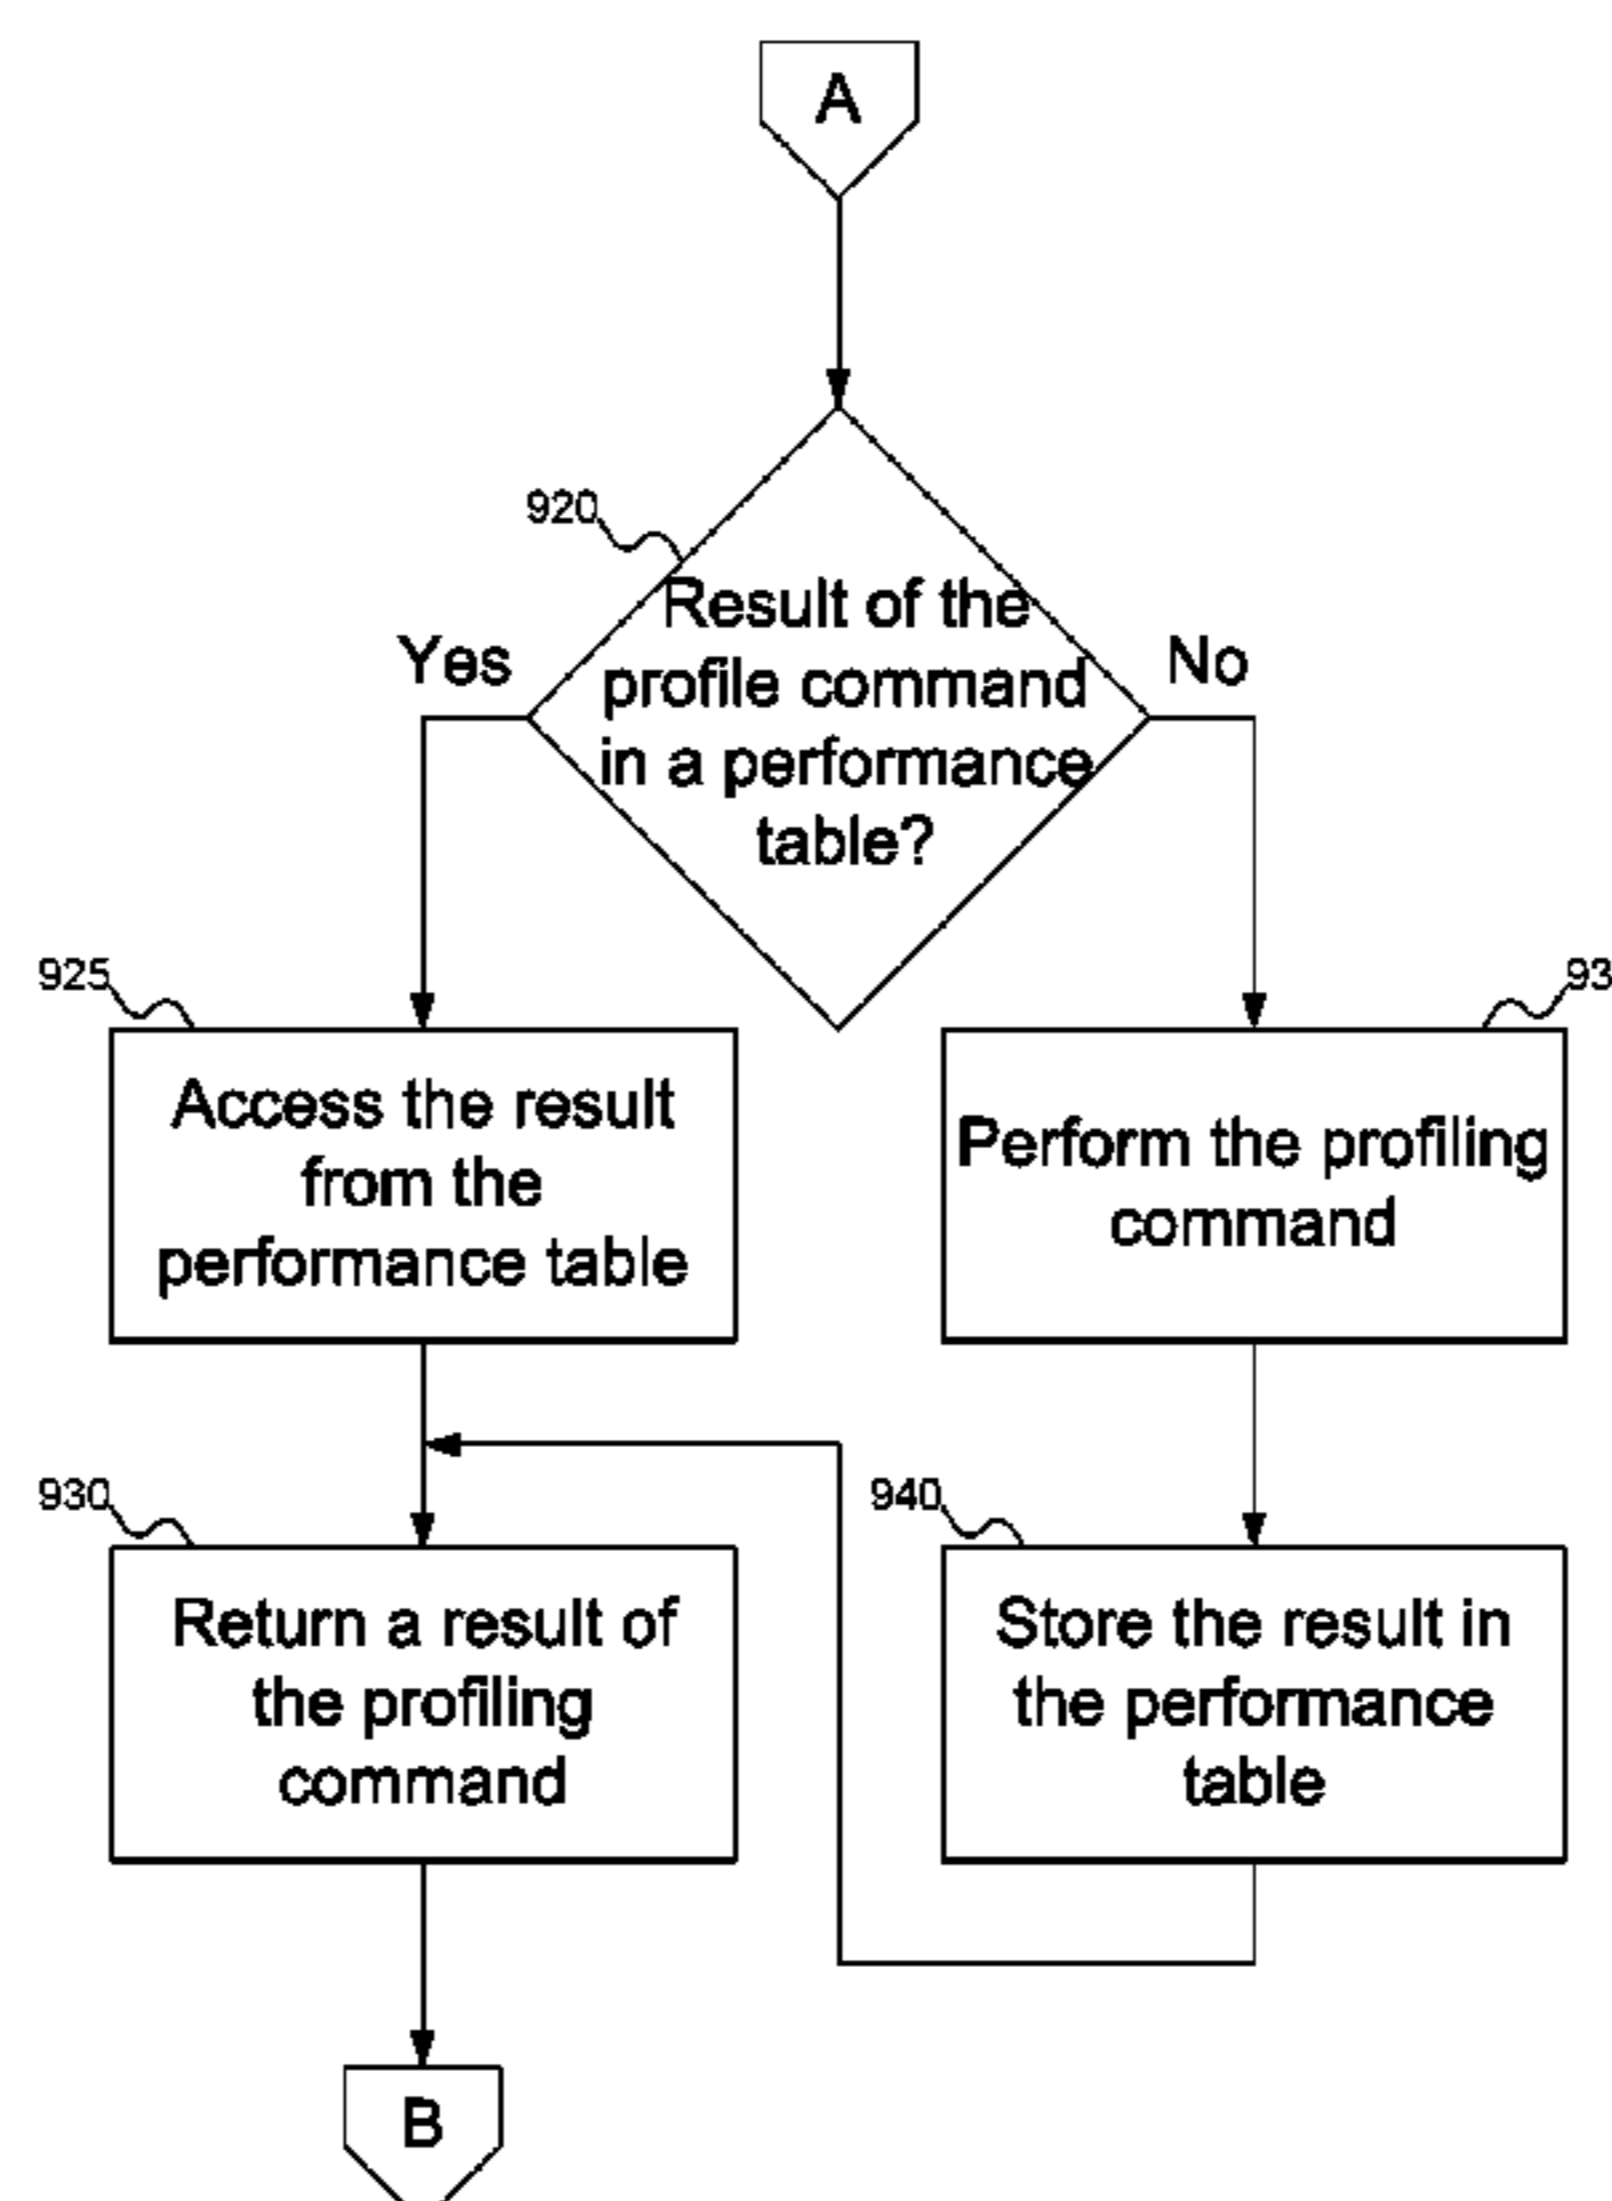 A
920
Result of the
profile command
in a performance
table?
Yes
No
925
Access the result
from the
performance table
93
Perform the profiling
command
930
Return a result of
the profiling
command
940
Store the result in
the performance
table
B